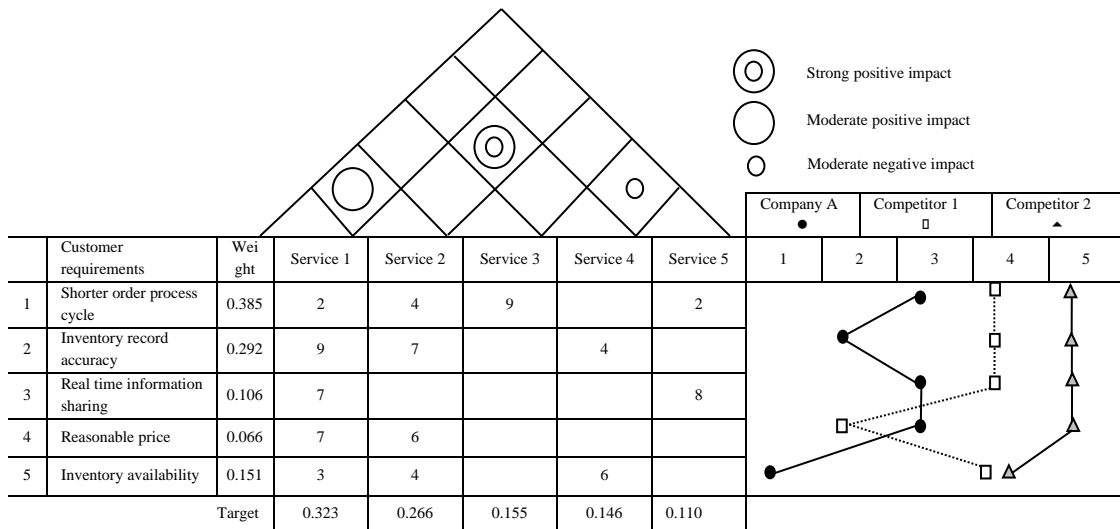 Strong positive impact
Moderate positive impact
Moderate negative impact
Company A
Competitor 1
Competitor 2
Customer
requirements
Wei
ght
Service 1
Service 2
Service 3
Service 4
Service 5
1
2
3
4
5
1
Shorter order process
cycle
0.385
2
4
9
2
2
Inventory record
accuracy
0.292
9
7
4
3
Real time information
sharing
0.106
7
8
4
Reasonable price
0.066
7
6
5
Inventory availability
0.151
3
4
6
Target
0.323
0.266
0.155
0.146
0.110